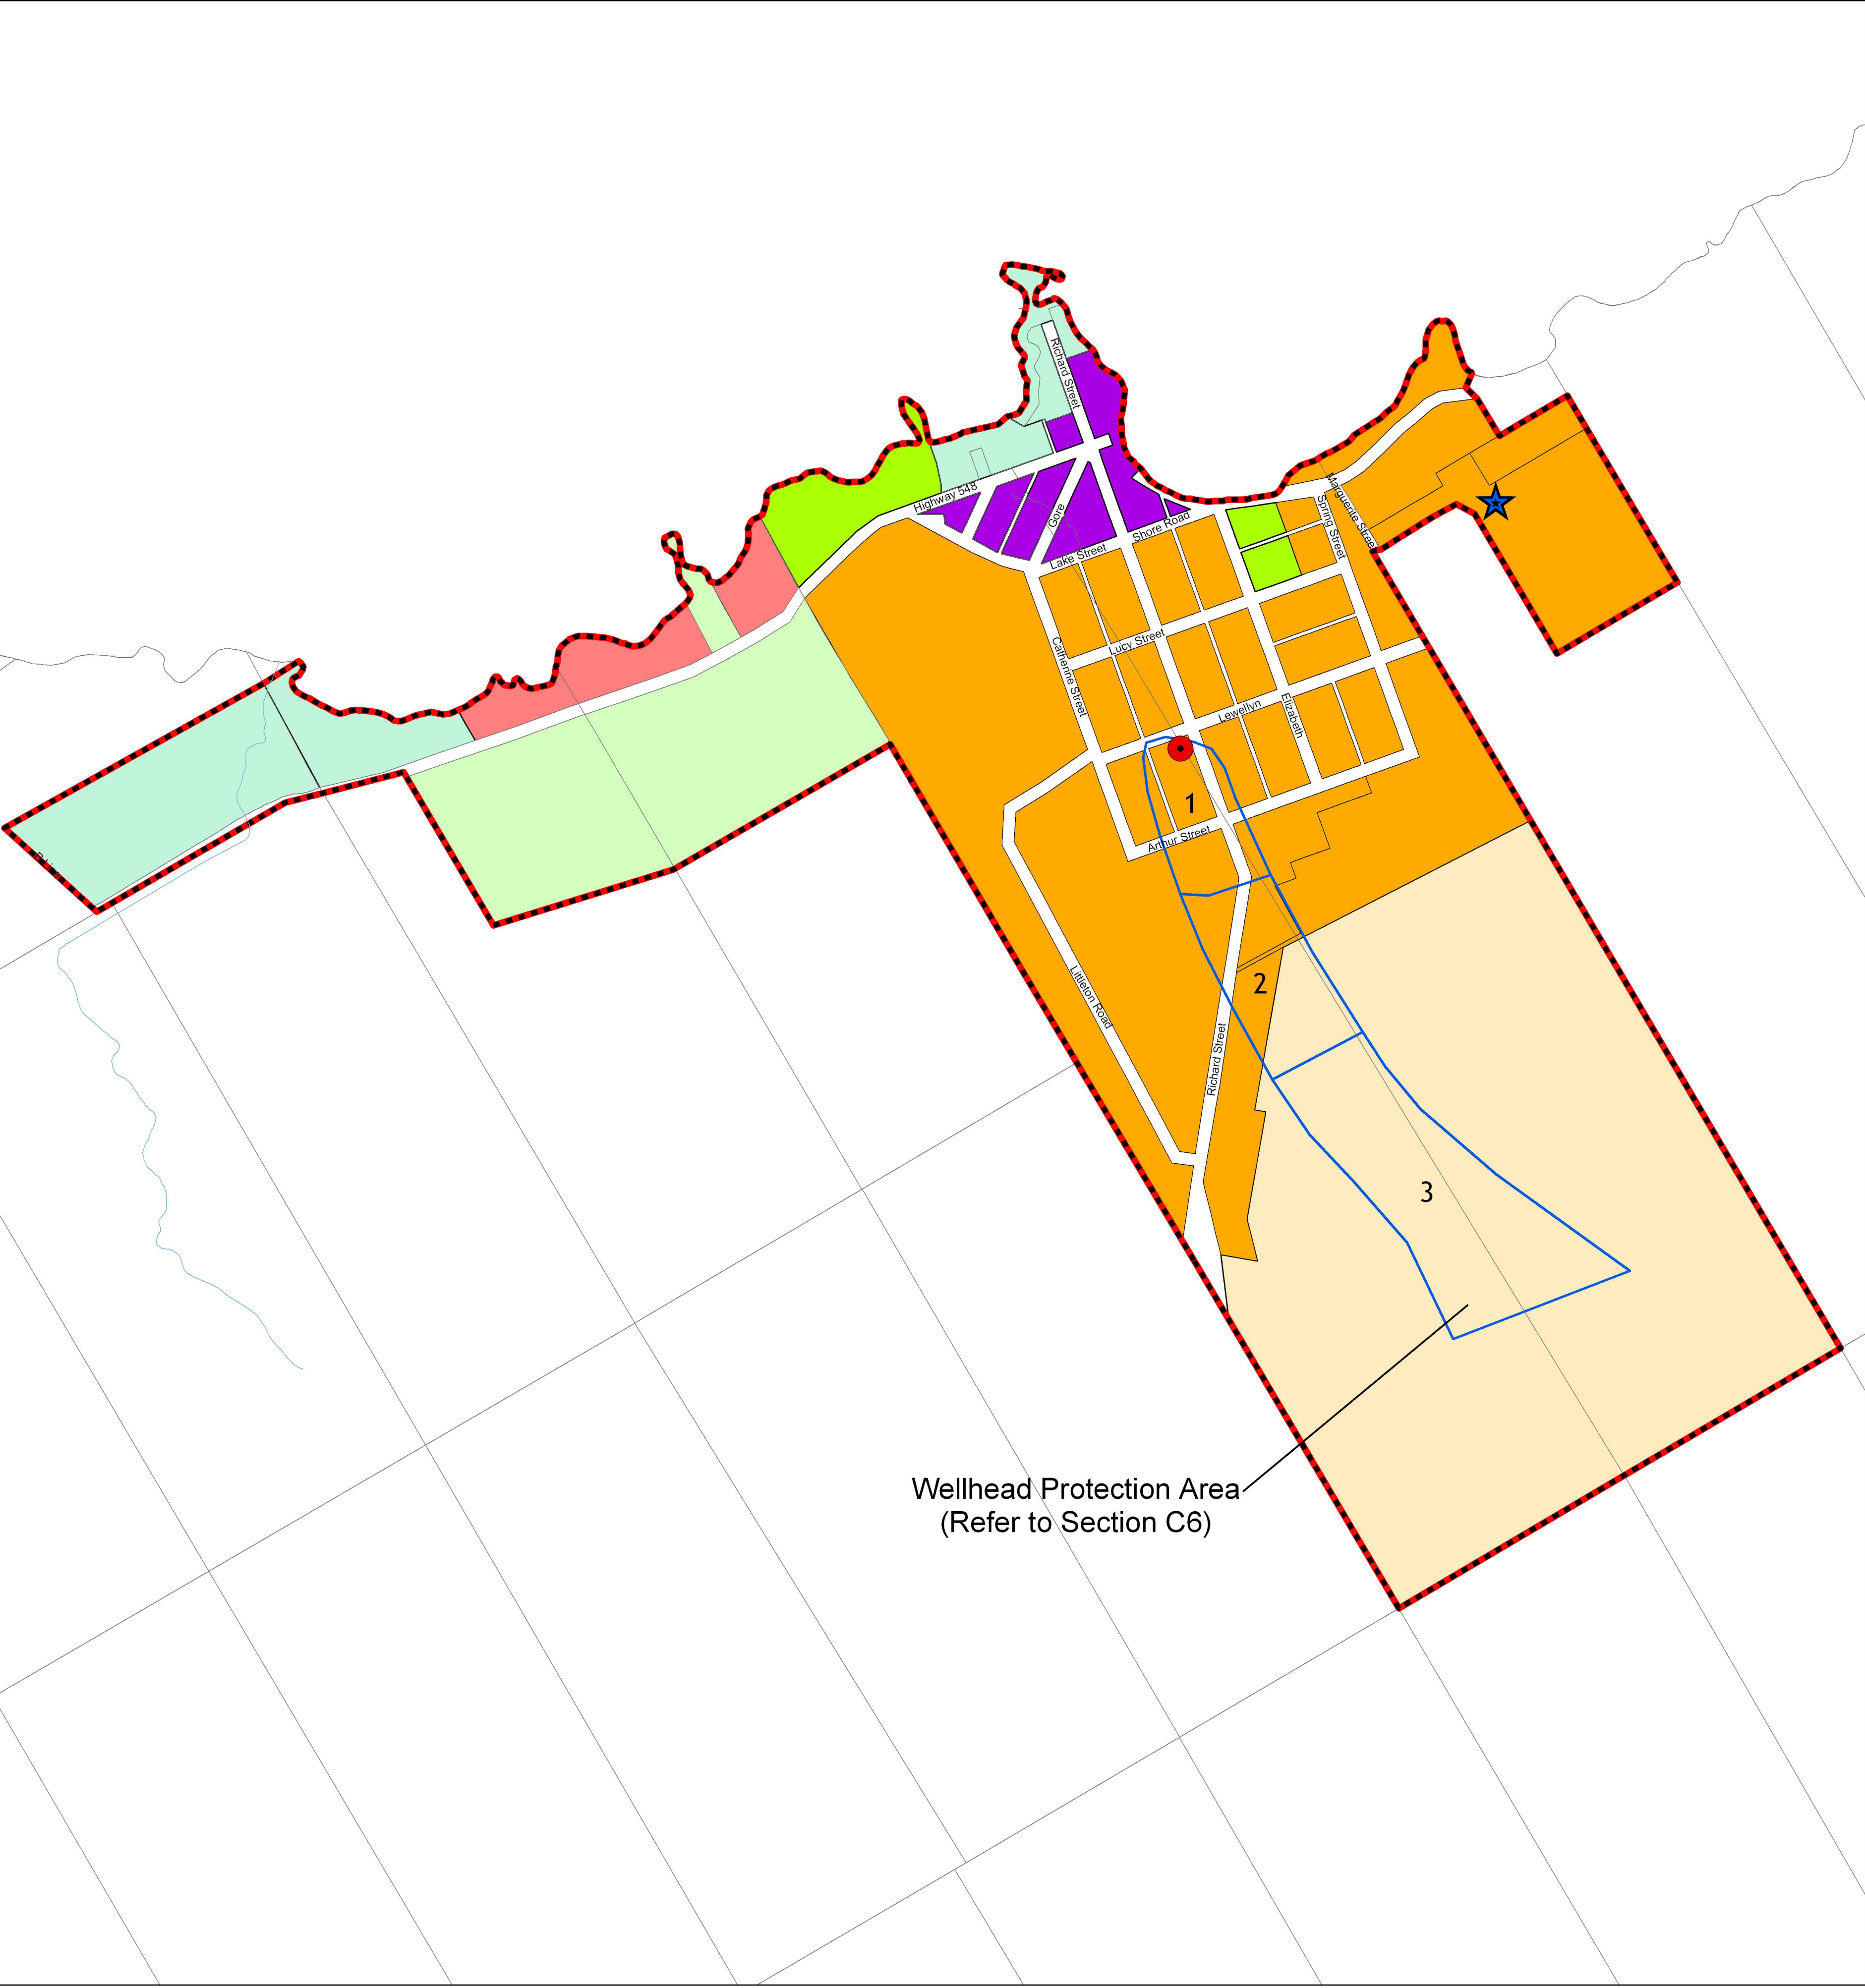 Richard Street
Highway 548
Gore
Marguerite Street
Spring Street
Shore Road
Lake Street
Lucy Street
Catherine Street
Lewellyn
Elizabeth
1
Arthur Street
Littleton Road
2
Richard Street
3
Wellhead Protection Area
(Refer to Section C6)